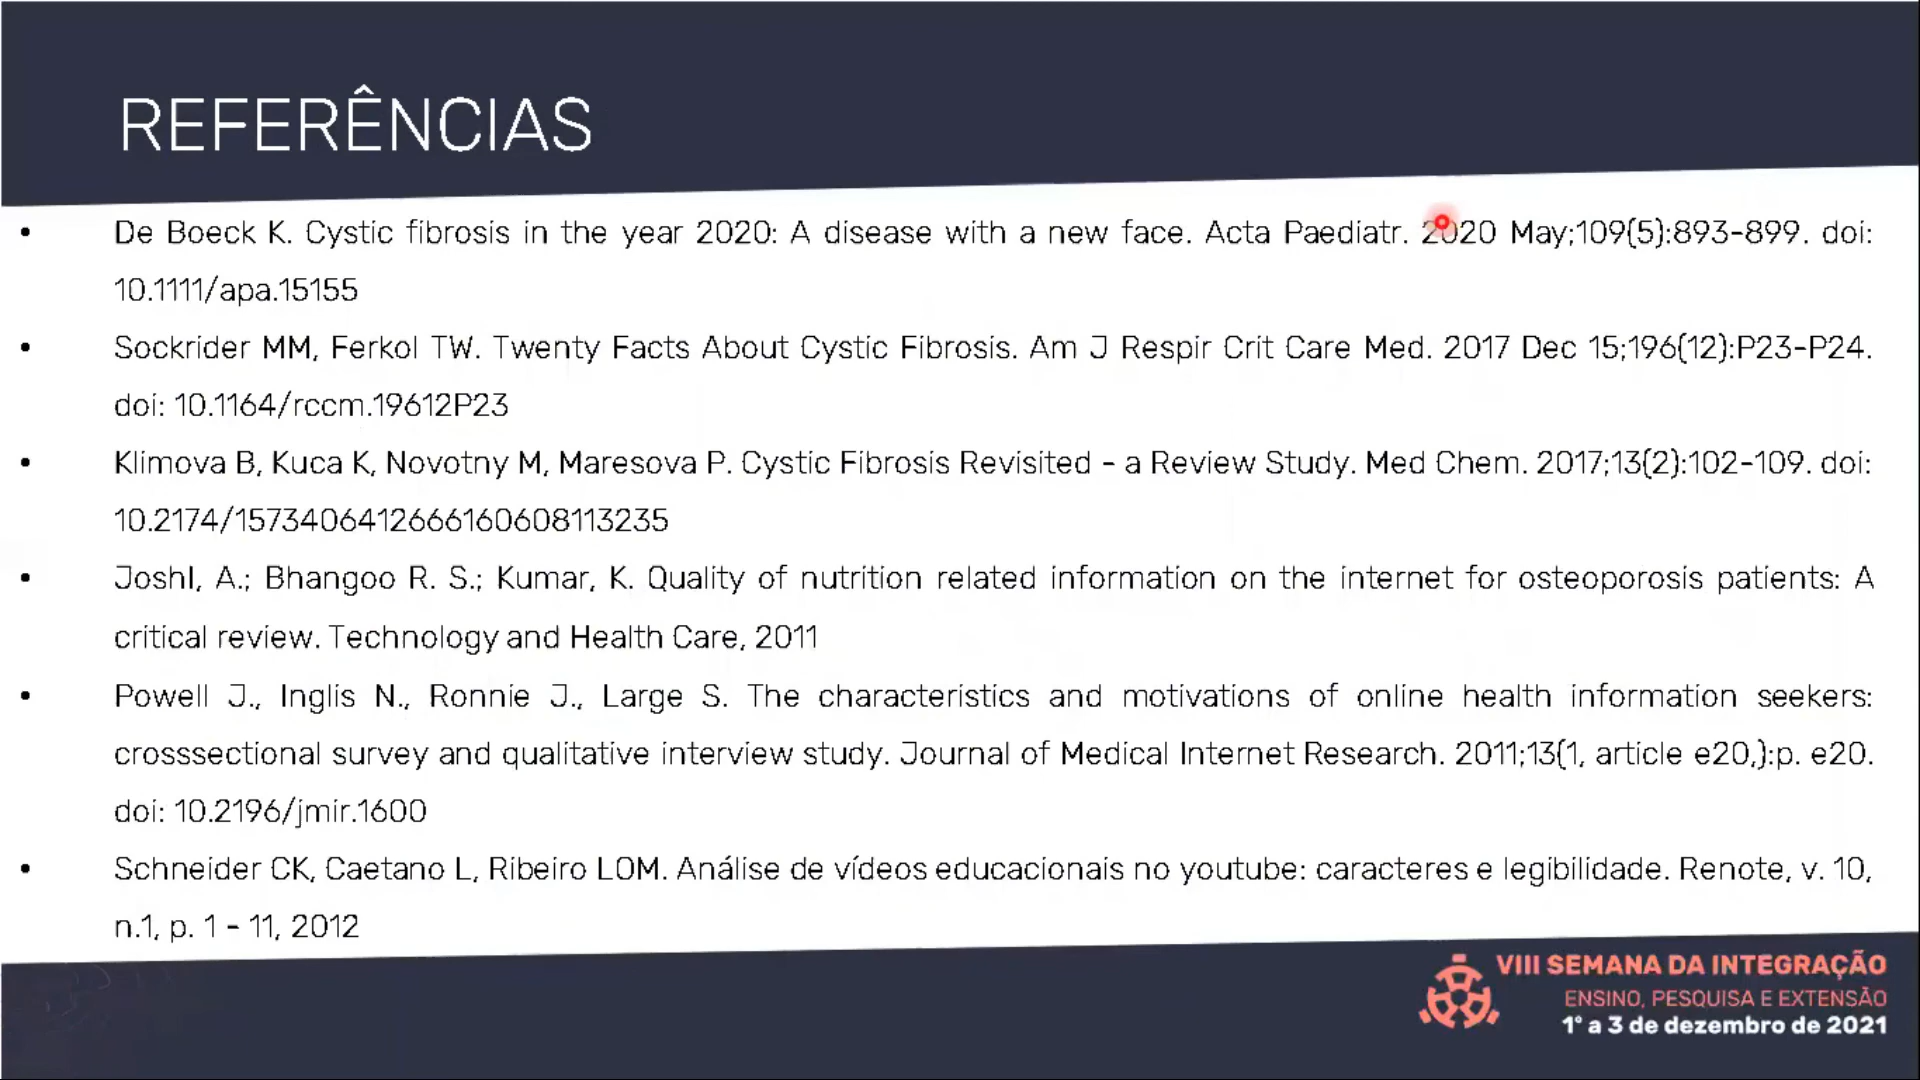 REFERÊNCIAS
• De Boeck K. Cystic fibrosis in the year 2020: A disease with a new face. Acta Paediatr. 2020 May;109(5):893-899. doi:
10.1111/apa.15155
• Sockrider MM, Ferkol TW. Twenty Facts About Cystic Fibrosis. Am J Respir Crit Care Med. 2017 Dec 15;196(12):P23-P24.
doi: 10.1164/rccm.19612P23
• Klimova B, Kuca K, Novotny M, Maresova P. Cystic Fibrosis Revisited - a Review Study. Med Chem. 2017;13(2):102-109. doi:
10.2174/1573406412666160608113235
• JoshI, A.; Bhangoo R. S.; Kumar, K. Quality of nutrition related information on the internet for osteoporosis patients: A
critical review. Technology and Health Care, 2011
• Powell J., Inglis N., Ronnie J., Large S. The characteristics and motivations of online health information seekers:
crosssectional survey and qualitative interview study. Journal of Medical Internet Research. 2011;13(1, article e20,):p. e20.
doi: 10.2196/jmir.1600
• Schneider CK, Caetano L, Ribeiro LOM. Análise de vídeos educacionais no youtube: caracteres e legibilidade. Renote, v. 10,
n.1, p. 1 - 11, 2012
VIII SEMANA DA INTEGRAÇÃO
ENSINO, PESQUISA E EXTENSÃO
1° a 3 de dezembro de 2021